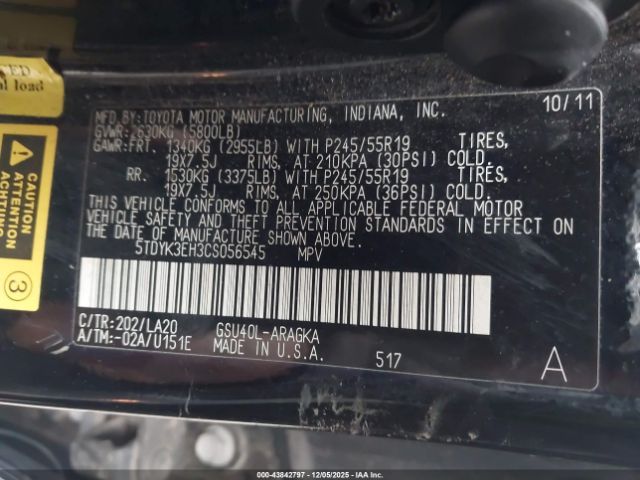 MFD. BY: TOYOTA MOTOR MANUFACTURING, INDIANA, INC. 10/11
GVWR: 2630KG (5800LB)
GAWR: FRT. 1340KG (2955LB) WITH P245/55R19 TIRES,
19X7.5J RIMS, AT 210KPA (30PSI) COLD.
RR. 1530KG (3375LB) WITH P245/55R19 TIRES,
19X7.5J RIMS, AT 250KPA (36PSI) COLD.
THIS VEHICLE CONFORMS TO ALL APPLICABLE FEDERAL MOTOR
VEHICLE SAFETY AND THEFT PREVENTION STANDARDS IN EFFECT ON
THE DATE OF MANUFACTURE SHOWN ABOVE.
5TDYK3EH3CS056545 MPV
C/TR: 202/LA20 GSU40L-ARAGKA
A/TM: -02A/U151E MADE IN U.S.A. 517 A
load
CAUTION
ATTENTION
3
000-43842797 - 12/05/2025 - IAAI.COM